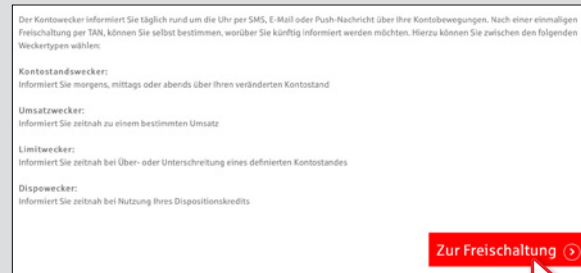 Der Kontowecker informiert Sie täglich rund um die Uhr per SMS, E-Mail oder Push-Nachricht über Ihre Kontobewegungen. Nach einer einmaligen
Freischaltung per TAN, können Sie selbst bestimmen, worüber Sie künftig informiert werden möchten. Hierzu können Sie zwischen den folgenden
Weckertypen wählen:
Kontostandswecker:
Informiert Sie morgens, mittags oder abends über Ihren veränderten Kontostand
Umsatzwecker:
Informiert Sie zeitnah zu einem bestimmten Umsatz
Limitwecker:
Informiert Sie zeitnah bei Über- oder Unterschreitung eines definierten Kontostandes
Dispowecker:
Informiert Sie zeitnah bei Nutzung Ihres Dispositionskredits
Zur Freischaltung